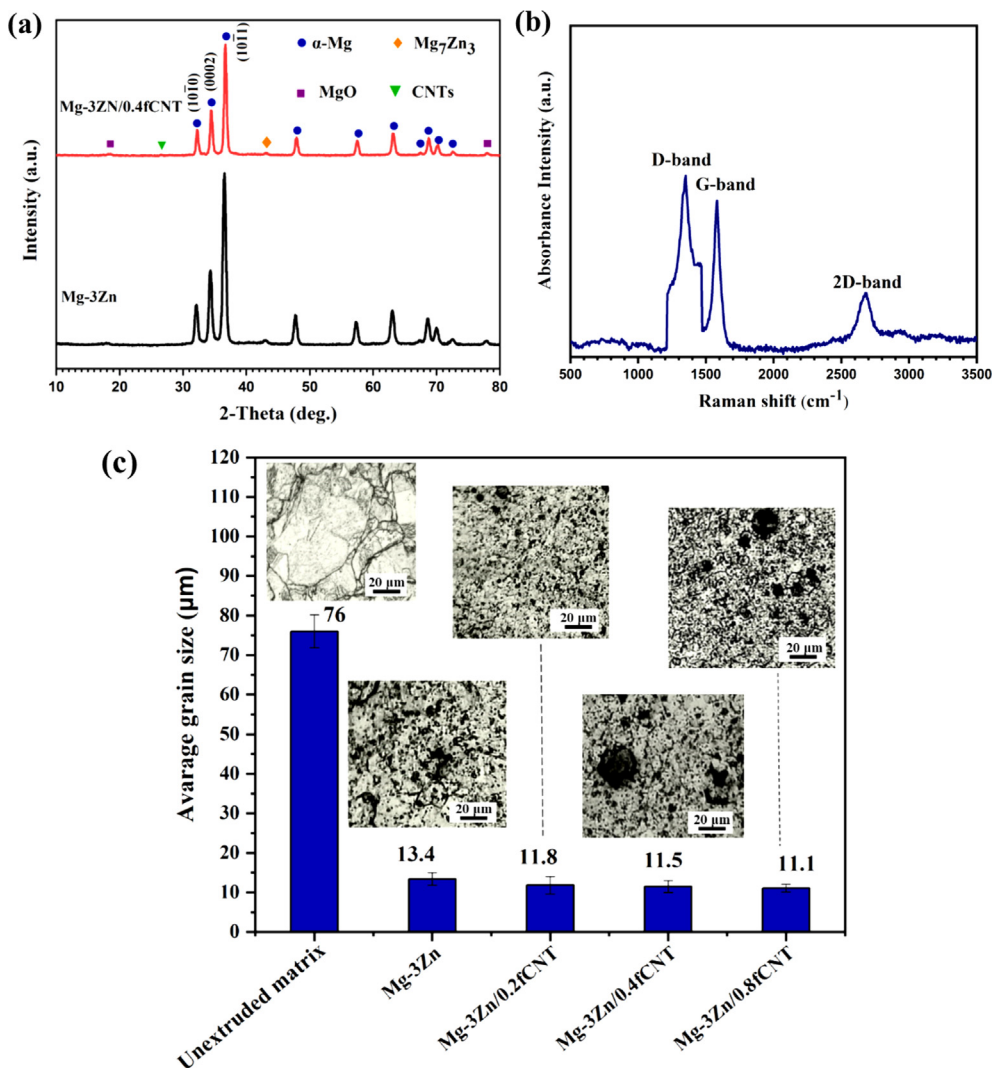 (a)
Intensity (a.u.)
Mg-3ZN/0.4fCNT
(101̄0)
(0002)
(101̄1)
α-Mg
Mg₇Zn₃
MgO
CNTs
Mg-3Zn
10 20 30 40 50 60 70 80
2-Theta (deg.)
(b)
Absorbance Intensity (a.u.)
D-band
G-band
2D-band
500 1000 1500 2000 2500 3000 3500
Raman shift (cm⁻¹)
(c)
Avarage grain size (µm)
120
110
100
90
80
70
60
50
40
30
20
10
0
20 µm
20 µm
20 µm
20 µm
20 µm
76
13.4
11.8
11.5
11.1
Unextruded matrix
Mg-3Zn
Mg-3Zn/0.2fCNT
Mg-3Zn/0.4fCNT
Mg-3Zn/0.8fCNT